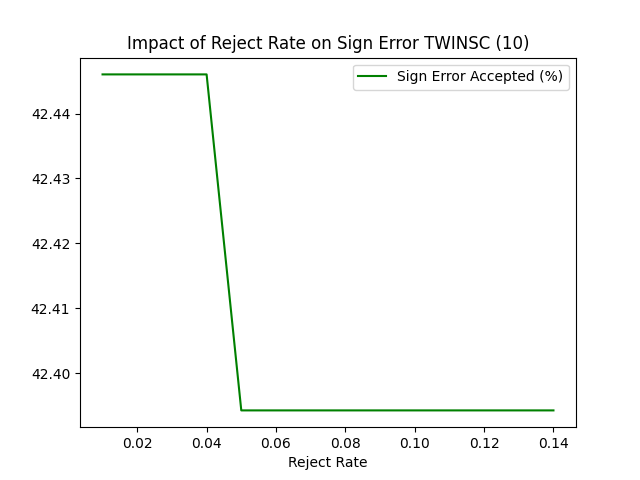 Impact of Reject Rate on Sign Error TWINSC (10)
Sign Error Accepted (%)
42.44
42.43
42.42
42.41
42.40
0.02 0.04 0.06 0.08 0.10 0.12 0.14
Reject Rate